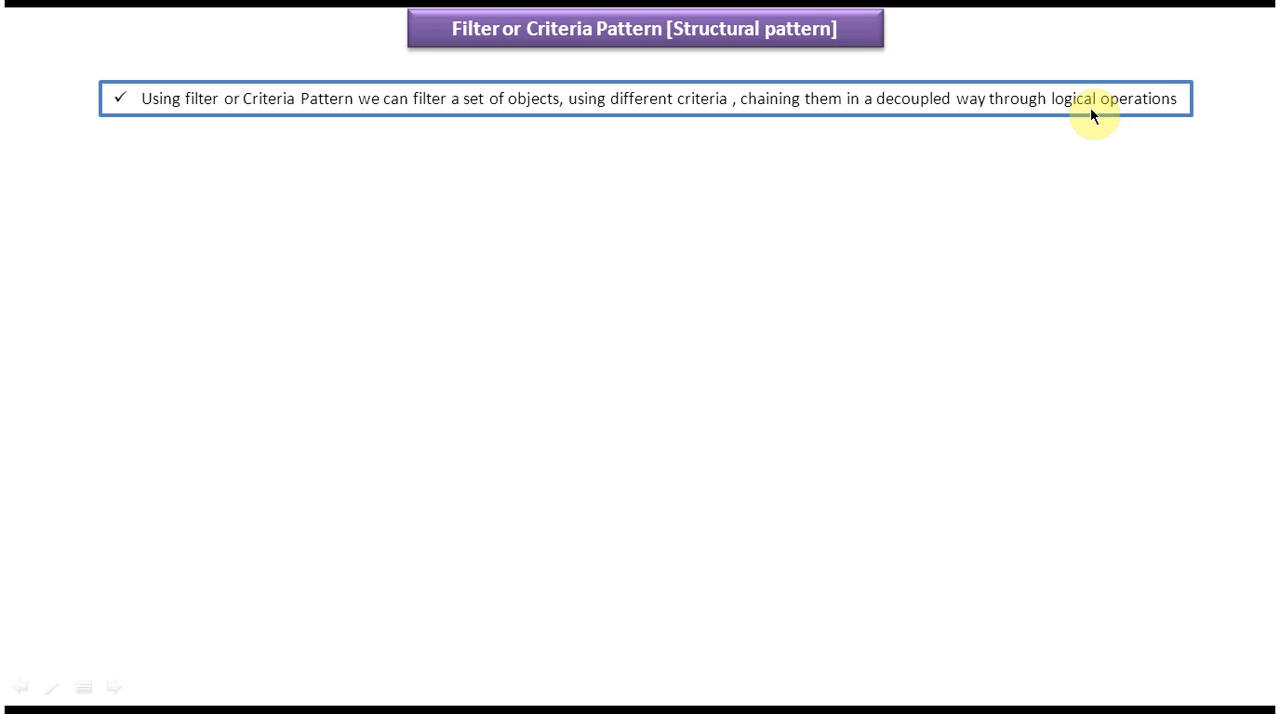 Filter or Criteria Pattern [Structural pattern]
✓ Using filter or Criteria Pattern we can filter a set of objects, using different criteria , chaining them in a decoupled way through logical operations